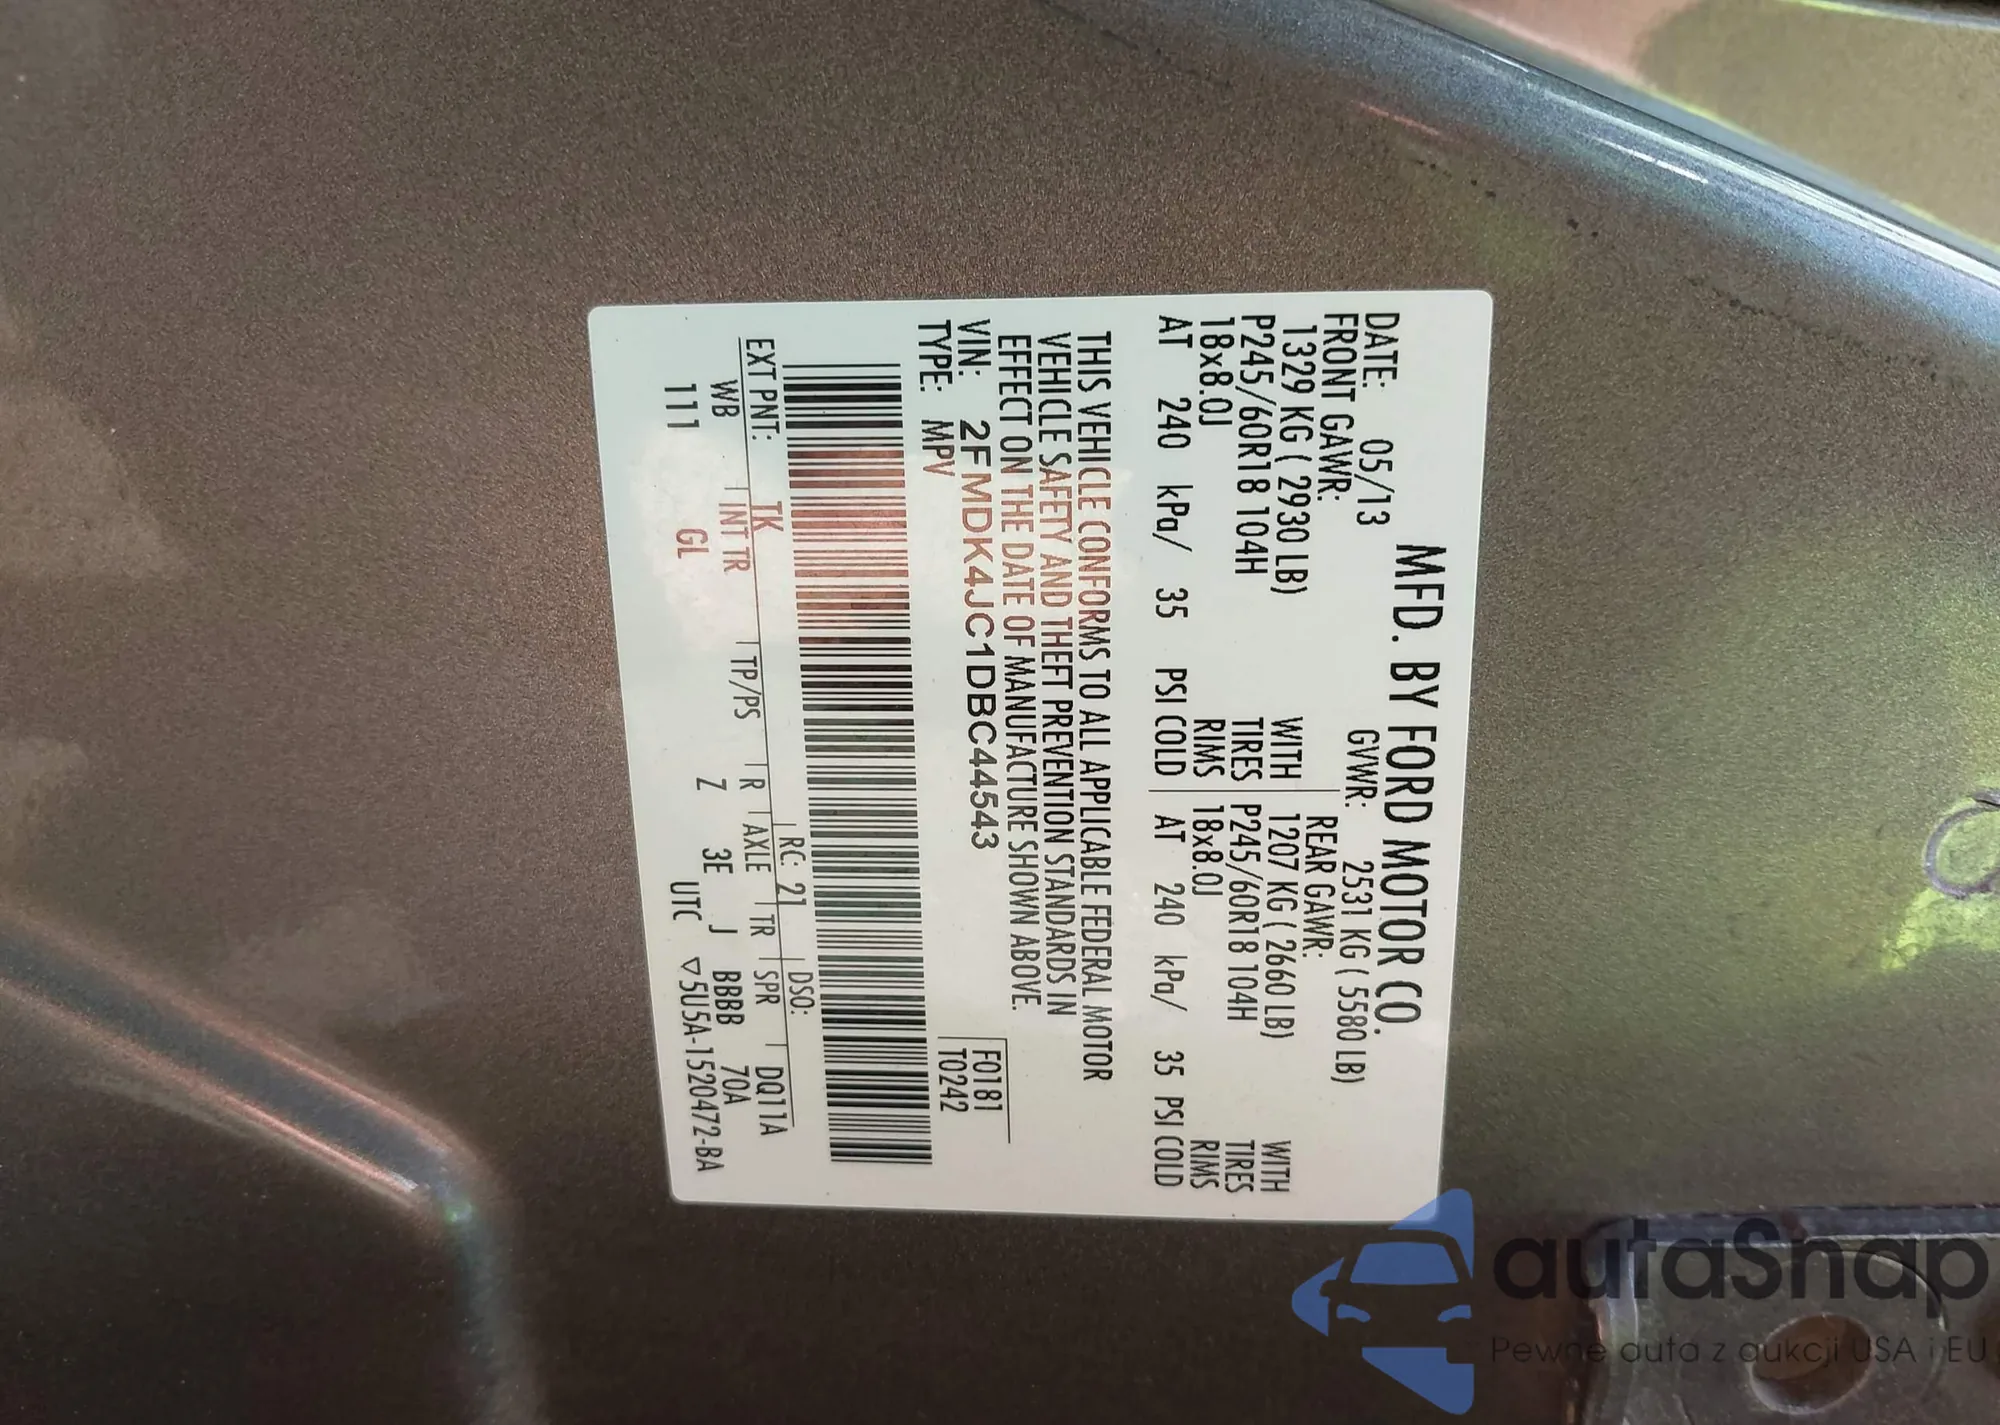 MFD. BY FORD MOTOR CO.
DATE: 05/13 GVWR: 2531 KG ( 5580 LB)
FRONT GAWR: REAR GAWR:
1329 KG ( 2930 LB) WITH 1207 KG ( 2660 LB) WITH
P245/60R18 104H TIRES P245/60R18 104H TIRES
18x8.0J RIMS 18x8.0J RIMS
AT 240 kPa/ 35 PSI COLD AT 240 kPa/ 35 PSI COLD
THIS VEHICLE CONFORMS TO ALL APPLICABLE FEDERAL MOTOR
VEHICLE SAFETY AND THEFT PREVENTION STANDARDS IN
EFFECT ON THE DATE OF MANUFACTURE SHOWN ABOVE.
VIN: 2FMDK4JC1DBC44543 F0181
TYPE: MPV T0242
EXT PNT: TK RC: 21 DSO:
WB INT TR TP/PS R AXLE TR SPR DQ11A
111 GL Z 3E J BBBB 70A
UTC ▽5U5A-1520472-BA
autaSnap
Pewne auta z aukcji USA i EU